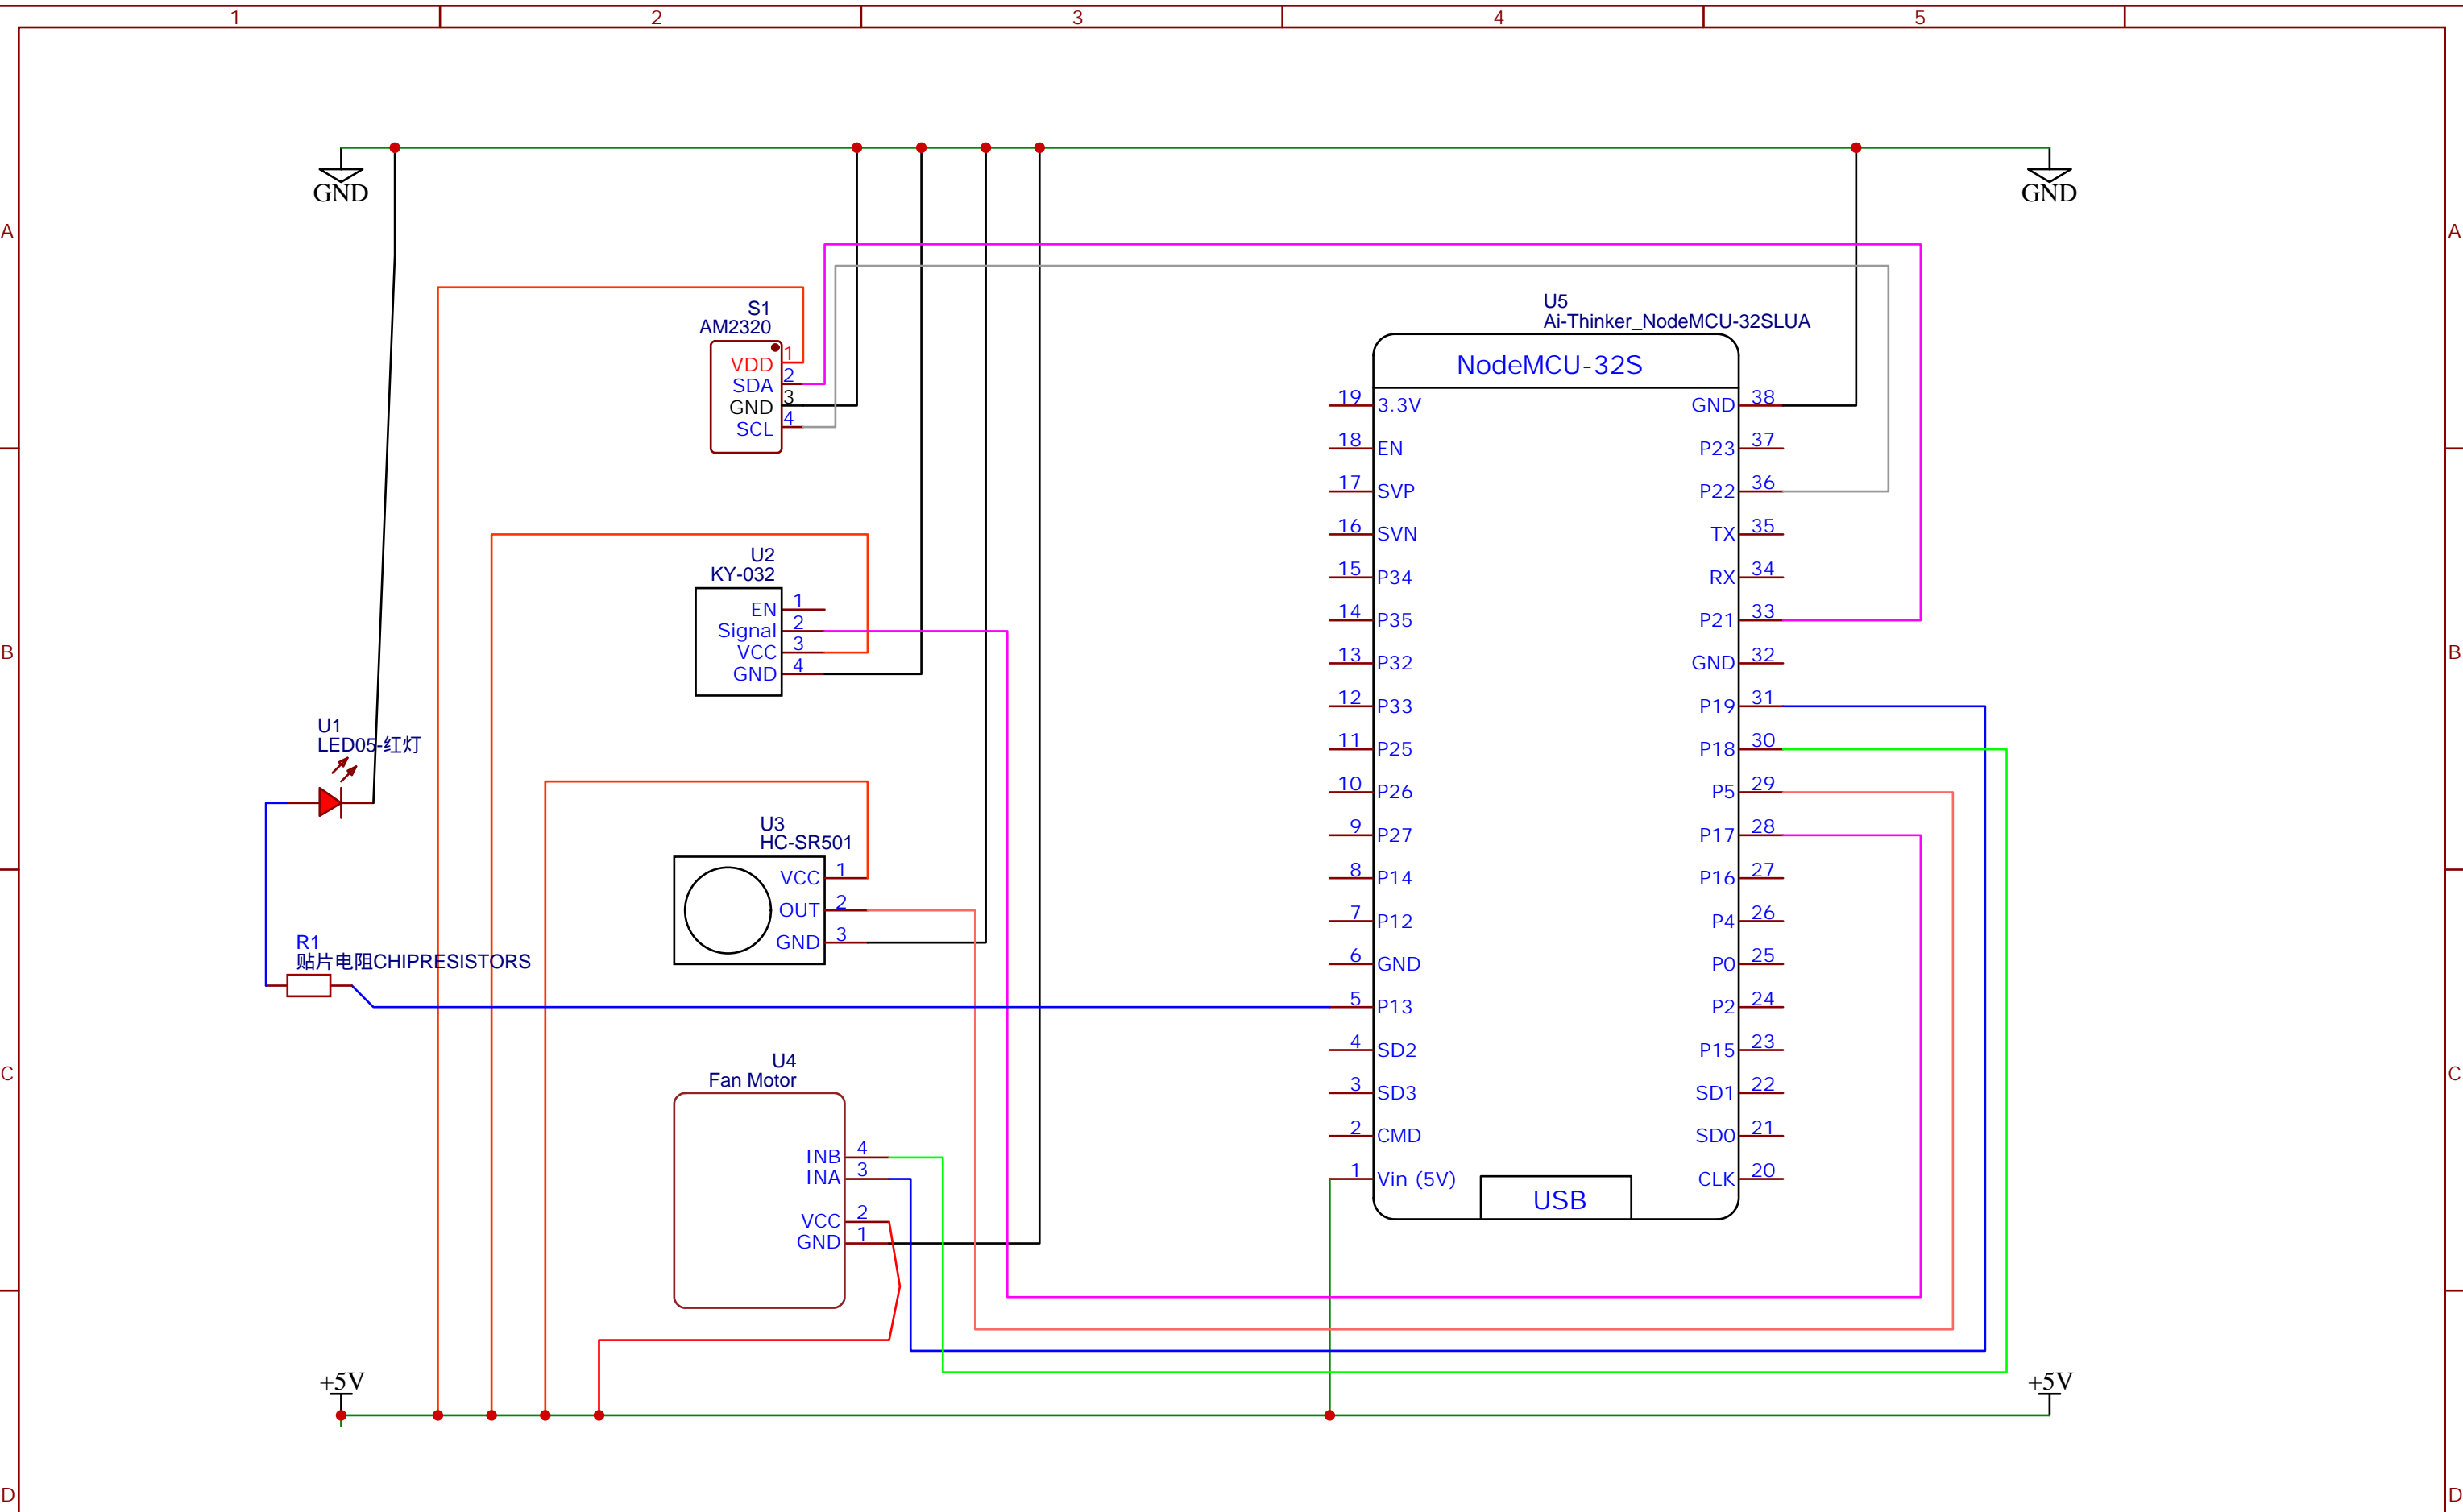 1 2 3 4 5
GND GND
A A
S1
AM2320
VDD 1
SDA 2
GND 3
SCL 4
U5
Ai-Thinker_NodeMCU-32SLUA
NodeMCU-32S
19 3.3V GND 38
18 EN P23 37
17 SVP P22 36
16 SVN TX 35
15 P34 RX 34
14 P35 P21 33
13 P32 GND 32
12 P33 P19 31
11 P25 P18 30
10 P26 P5 29
9 P27 P17 28
8 P14 P16 27
7 P12 P4 26
6 GND P0 25
5 P13 P2 24
4 SD2 P15 23
3 SD3 SD1 22
2 CMD SD0 21
1 Vin (5V) CLK 20
USB
U2
KY-032
EN 1
Signal 2
VCC 3
GND 4
B B
U1
LED05-红灯
U3
HC-SR501
VCC 1
OUT 2
GND 3
R1
贴片电阻CHIPRESISTORS
C C
U4
Fan Motor
INB 4
INA 3
VCC 2
GND 1
+5V +5V
D D